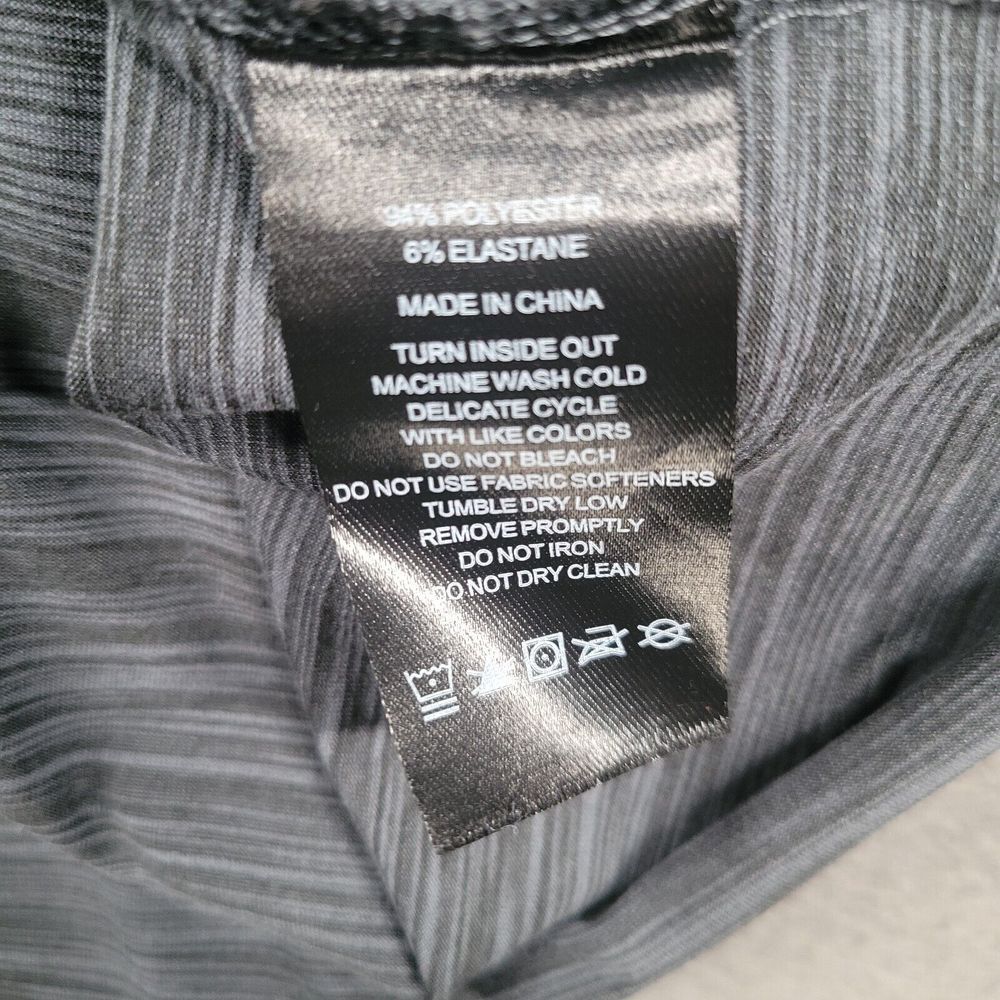 94% POLYESTER
6% ELASTANE
MADE IN CHINA
TURN INSIDE OUT
MACHINE WASH COLD
DELICATE CYCLE
WITH LIKE COLORS
DO NOT BLEACH
DO NOT USE FABRIC SOFTENERS
TUMBLE DRY LOW
REMOVE PROMPTLY
DO NOT IRON
DO NOT DRY CLEAN